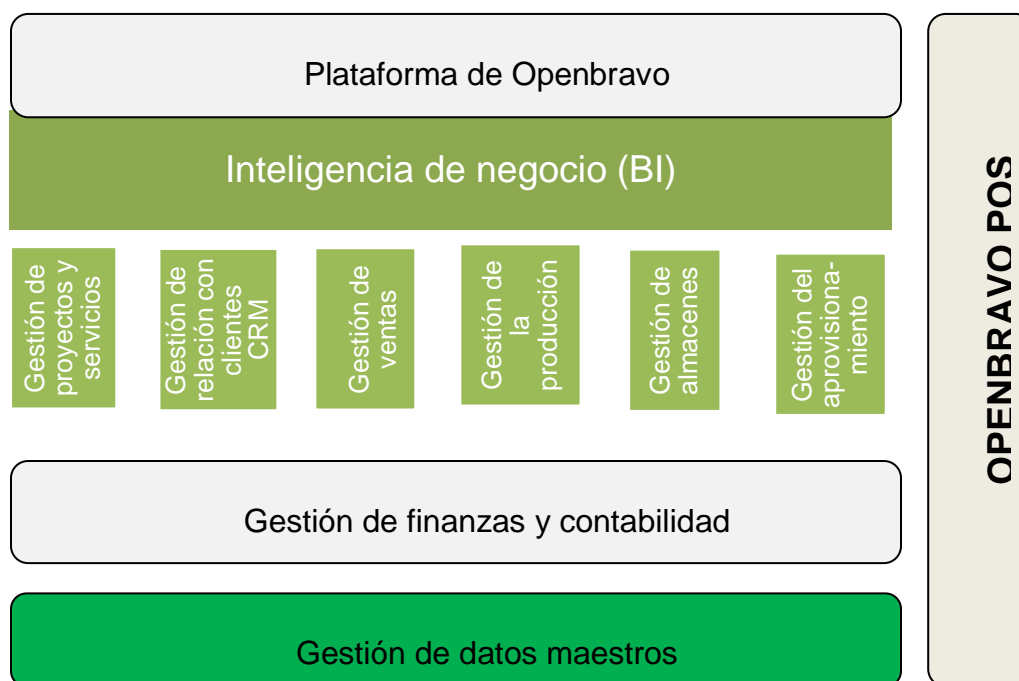 Plataforma de Openbravo
Inteligencia de negocio (BI)
Gestión de
proyectos y
servicios
Gestión de
relación con
clientes
CRM
Gestión de
ventas
Gestión de
la
producción
Gestión de
almacenes
Gestión del
aprovisiona-
miento
Gestión de finanzas y contabilidad
Gestión de datos maestros
OPENBRAVO POS